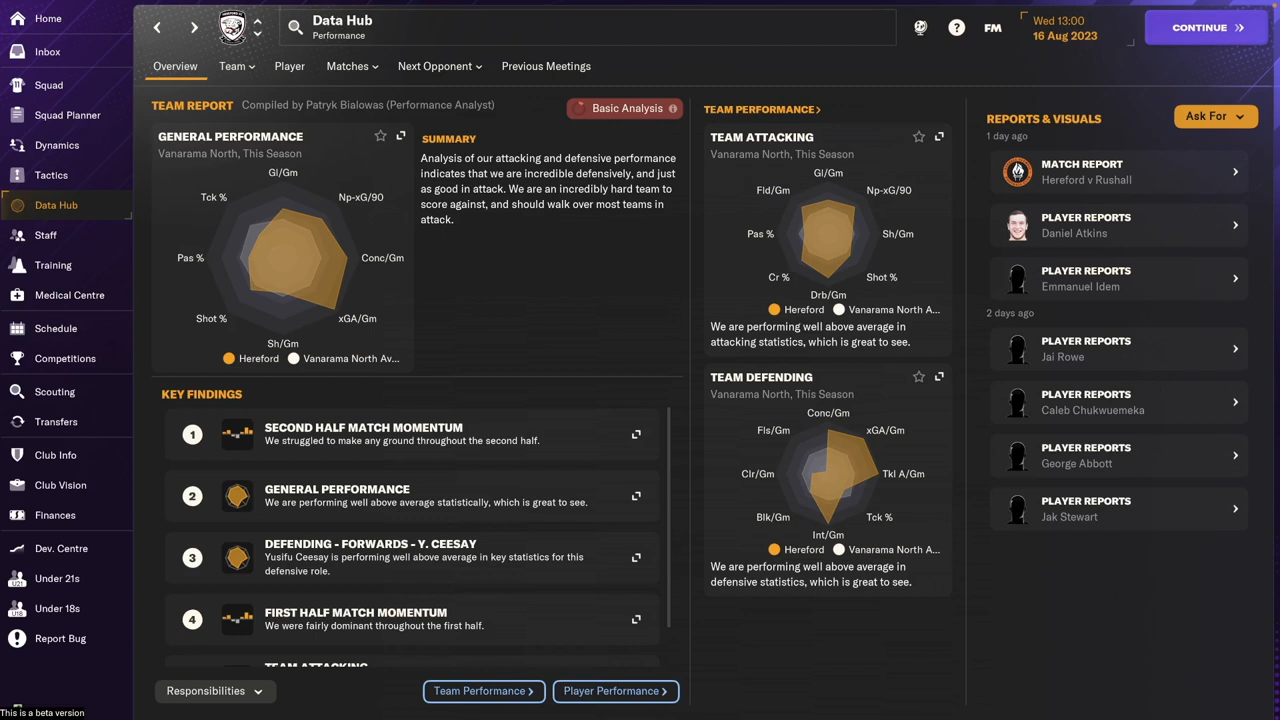 Home
Inbox
Squad
Squad Planner
Dynamics
Tactics
Data Hub
Staff
Training
Medical Centre
Schedule
Competitions
Scouting
Transfers
Club Info
Club Vision
Finances
Dev. Centre
Under 21s
Under 18s
Report Bug
This is a beta version
Data Hub
Performance
FM
Wed 13:00
16 Aug 2023
CONTINUE
Overview
Team
Player
Matches
Next Opponent
Previous Meetings
TEAM REPORT Compiled by Patryk Bialowas (Performance Analyst)
Basic Analysis
GENERAL PERFORMANCE
Vanarama North, This Season
Gl/Gm
Tck %
Np-xG/90
Pas %
Conc/Gm
Shot %
xGA/Gm
Sh/Gm
Hereford
Vanarama North Av...
SUMMARY
Analysis of our attacking and defensive performance
indicates that we are incredible defensively, and just
as good in attack. We are an incredibly hard team to
score against, and should walk over most teams in
attack.
KEY FINDINGS
1
SECOND HALF MATCH MOMENTUM
We struggled to make any ground throughout the second half.
2
GENERAL PERFORMANCE
We are performing well above average statistically, which is great to see.
3
DEFENDING - FORWARDS - Y. CEESAY
Yusifu Ceesay is performing well above average in key statistics for this
defensive role.
4
FIRST HALF MATCH MOMENTUM
We were fairly dominant throughout the first half.
TEAM ATTACKING
Responsibilities
Team Performance
Player Performance
TEAM PERFORMANCE
TEAM ATTACKING
Vanarama North, This Season
Gl/Gm
Fld/Gm
Np-xG/90
Pas %
Sh/Gm
Cr %
Shot %
Drb/Gm
Hereford
Vanarama North A...
We are performing well above average in
attacking statistics, which is great to see.
TEAM DEFENDING
Vanarama North, This Season
Conc/Gm
Fls/Gm
xGA/Gm
Clr/Gm
Tkl A/Gm
Blk/Gm
Tck %
Int/Gm
Hereford
Vanarama North A...
We are performing well above average in
defensive statistics, which is great to see.
REPORTS & VISUALS
Ask For
1 day ago
MATCH REPORT
Hereford v Rushall
PLAYER REPORTS
Daniel Atkins
PLAYER REPORTS
Emmanuel Idem
2 days ago
PLAYER REPORTS
Jai Rowe
PLAYER REPORTS
Caleb Chukwuemeka
PLAYER REPORTS
George Abbott
PLAYER REPORTS
Jak Stewart